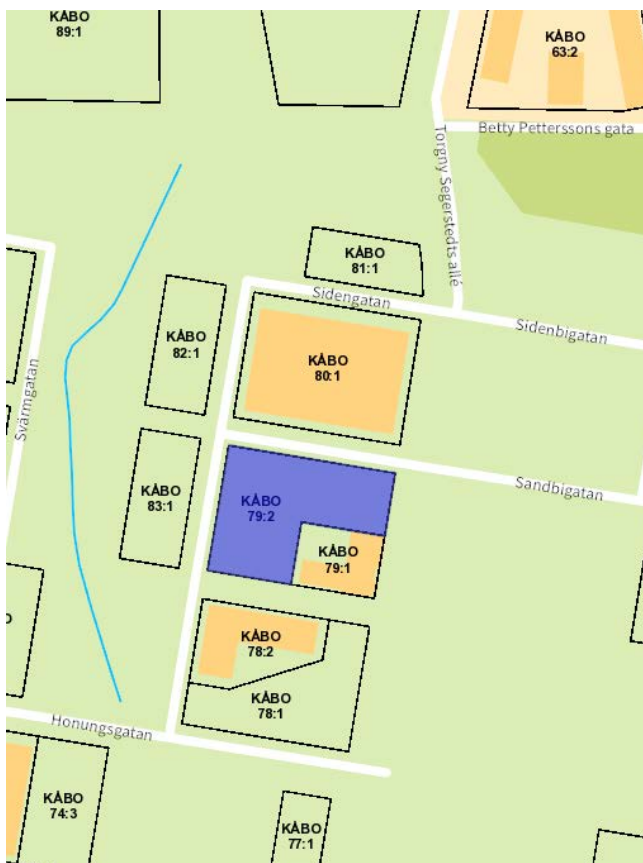 KÅBO
89:1
KÅBO
63:2
Betty Petterssons gata
Torgny Segerstedts allé
KÅBO
81:1
Sidengatan
Sidenbigatan
KÅBO
82:1
KÅBO
80:1
Svärmgatan
KÅBO
83:1
KÅBO
79:2
Sandbigatan
KÅBO
79:1
KÅBO
78:2
KÅBO
78:1
Honungsgatan
KÅBO
74:3
KÅBO
77:1